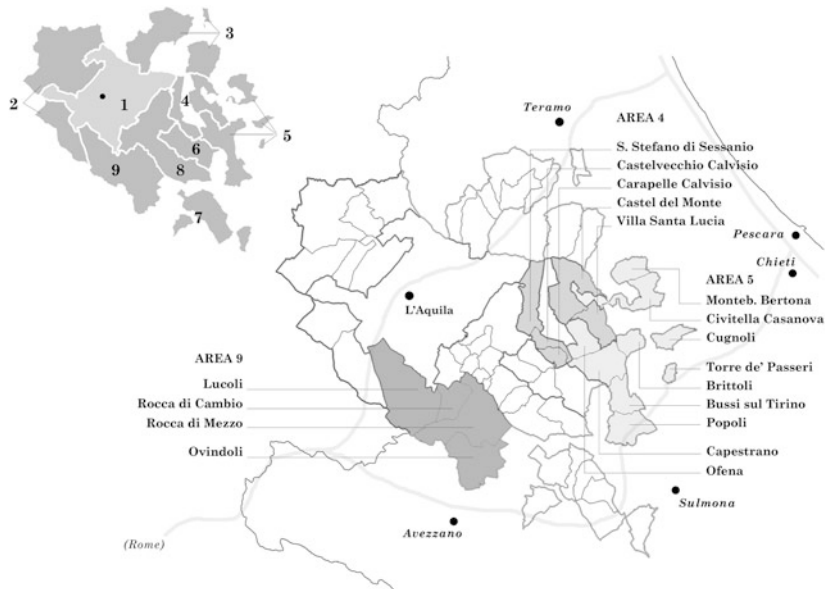 3
2
1
4
5
6
9
8
7
Teramo
AREA 4
S. Stefano di Sessanio
Castelvecchio Calvisio
Carapelle Calvisio
Castel del Monte
Villa Santa Lucia
Pescara
Chieti
AREA 5
Monteb. Bertona
Civitella Casanova
Cugnoli
Torre de' Passeri
Brittoli
Bussi sul Tirino
Popoli
Capestrano
Ofena
L'Aquila
AREA 9
Lucoli
Rocca di Cambio
Rocca di Mezzo
Ovindoli
Sulmona
Avezzano
(Rome)